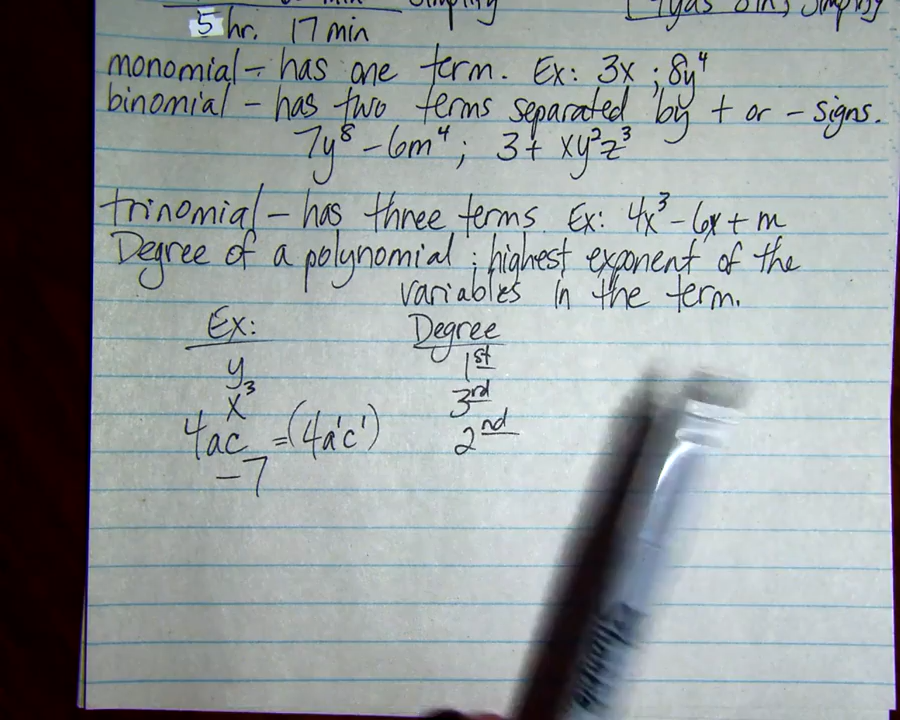 Simplify
5 hr. 17 min
monomial - has one term. Ex: 3x ; 8y⁴
binomial - has two terms separated by + or - signs.
7y⁸ - 6m⁴ ; 3 + xy²z³
trinomial - has three terms. Ex: 4x³ - 6x + m
Degree of a polynomial ; highest exponent of the
variables in the term.
Ex: Degree
y 1st
x³ 3rd
4ac = (4a¹c¹) 2nd
-7